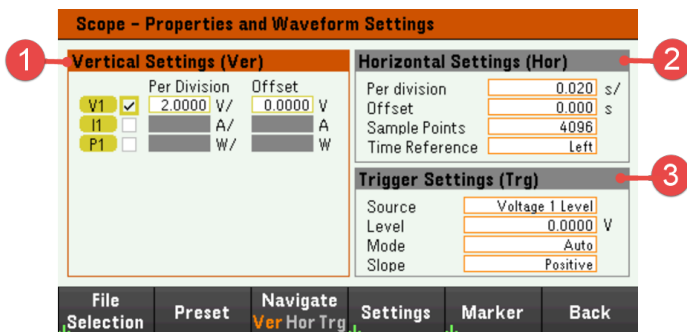 Scope - Properties and Waveform Settings
1
Vertical Settings (Ver)
Per Division Offset
V1 2.0000 V/ 0.0000 V
I1 A/ A
P1 W/ W
2
Horizontal Settings (Hor)
Per division 0.020 s/
Offset 0.000 s
Sample Points 4096
Time Reference Left
3
Trigger Settings (Trg)
Source Voltage 1 Level
Level 0.0000 V
Mode Auto
Slope Positive
File Selection
Preset
Navigate
Ver Hor Trg
Settings
Marker
Back